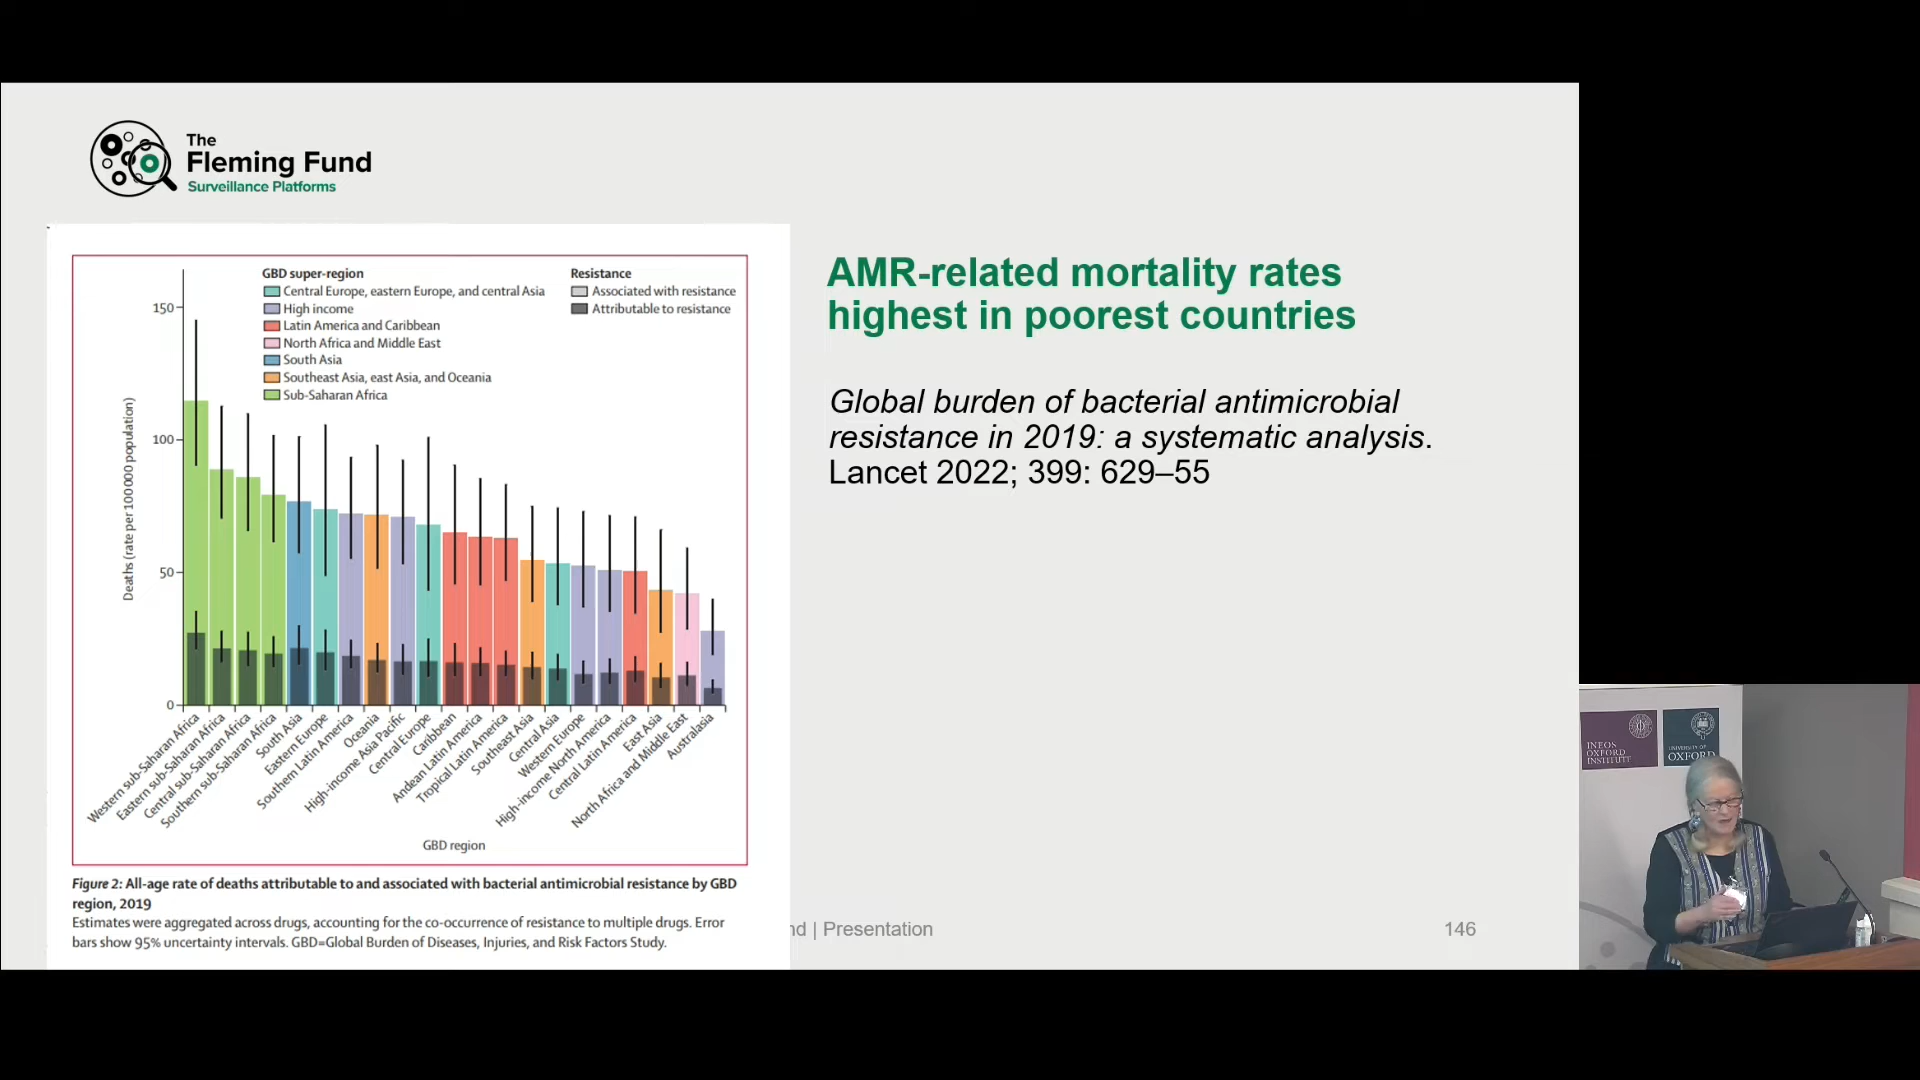 The
Fleming Fund
Surveillance Platforms
AMR-related mortality rates
highest in poorest countries
Global burden of bacterial antimicrobial
resistance in 2019: a systematic analysis.
Lancet 2022; 399: 629–55
GBD super-region
Central Europe, eastern Europe, and central Asia
High income
Latin America and Caribbean
North Africa and Middle East
South Asia
Southeast Asia, east Asia, and Oceania
Sub-Saharan Africa
Resistance
Associated with resistance
Attributable to resistance
Deaths (rate per 100 000 population)
150
100
50
0
Western sub-Saharan Africa
Eastern sub-Saharan Africa
Central sub-Saharan Africa
Southern sub-Saharan Africa
South Asia
Eastern Europe
Southern Latin America
Oceania
High-income Asia Pacific
Central Europe
Caribbean
Andean Latin America
Tropical Latin America
Southeast Asia
Central Asia
Western Europe
High-income North America
Central Latin America
East Asia
North Africa and Middle East
Australasia
GBD region
Figure 2: All-age rate of deaths attributable to and associated with bacterial antimicrobial resistance by GBD
region, 2019
Estimates were aggregated across drugs, accounting for the co-occurrence of resistance to multiple drugs. Error
bars show 95% uncertainty intervals. GBD=Global Burden of Diseases, Injuries, and Risk Factors Study.
nd | Presentation
146
INEOS
OXFORD
INSTITUTE
UNIVERSITY OF
OXFORD